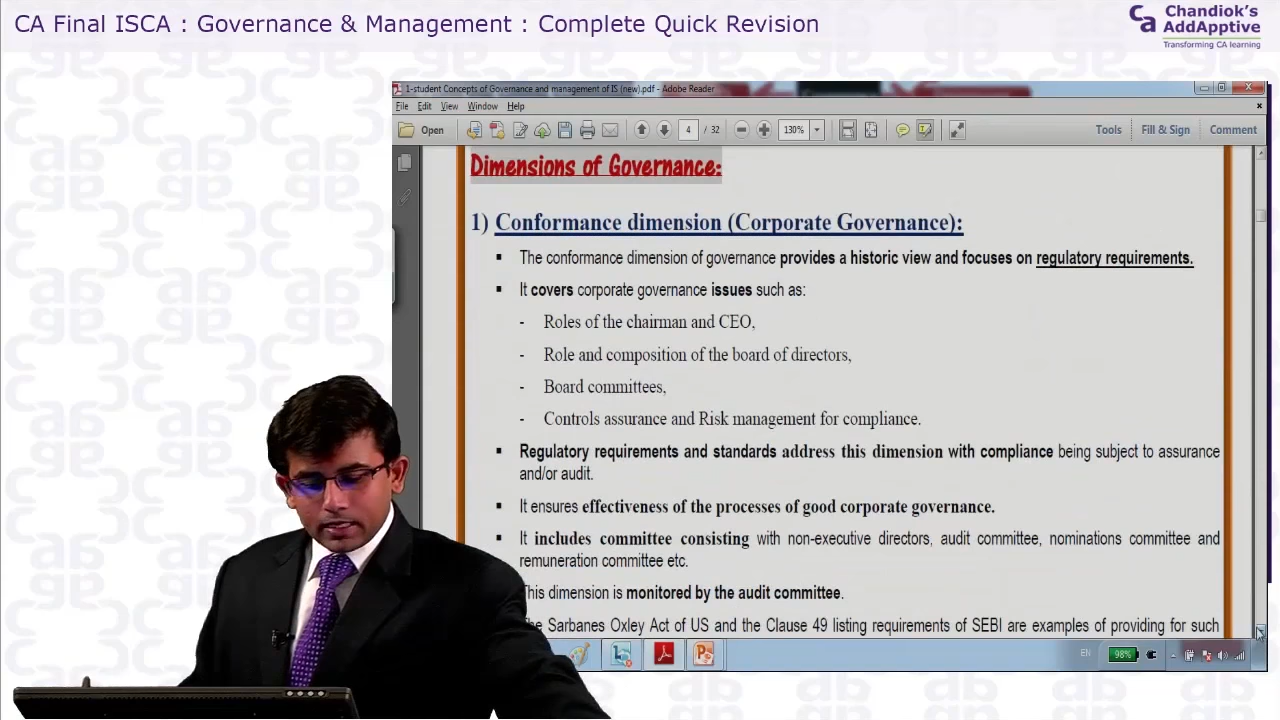 CA Final ISCA : Governance & Management : Complete Quick Revision
Ca Chandiok's
AddApptive
Transforming CA learning
1-student Concepts of Governance and management of IS (new).pdf - Adobe Reader
File Edit View Window Help
Open 4 / 32 130% Tools Fill & Sign Comment
Dimensions of Governance:
1) Conformance dimension (Corporate Governance):
▪ The conformance dimension of governance provides a historic view and focuses on regulatory requirements.
▪ It covers corporate governance issues such as:
- Roles of the chairman and CEO,
- Role and composition of the board of directors,
- Board committees,
- Controls assurance and Risk management for compliance.
▪ Regulatory requirements and standards address this dimension with compliance being subject to assurance
and/or audit.
▪ It ensures effectiveness of the processes of good corporate governance.
▪ It includes committee consisting with non-executive directors, audit committee, nominations committee and
remuneration committee etc.
This dimension is monitored by the audit committee.
Sarbanes Oxley Act of US and the Clause 49 listing requirements of SEBI are examples of providing for such
EN 98%